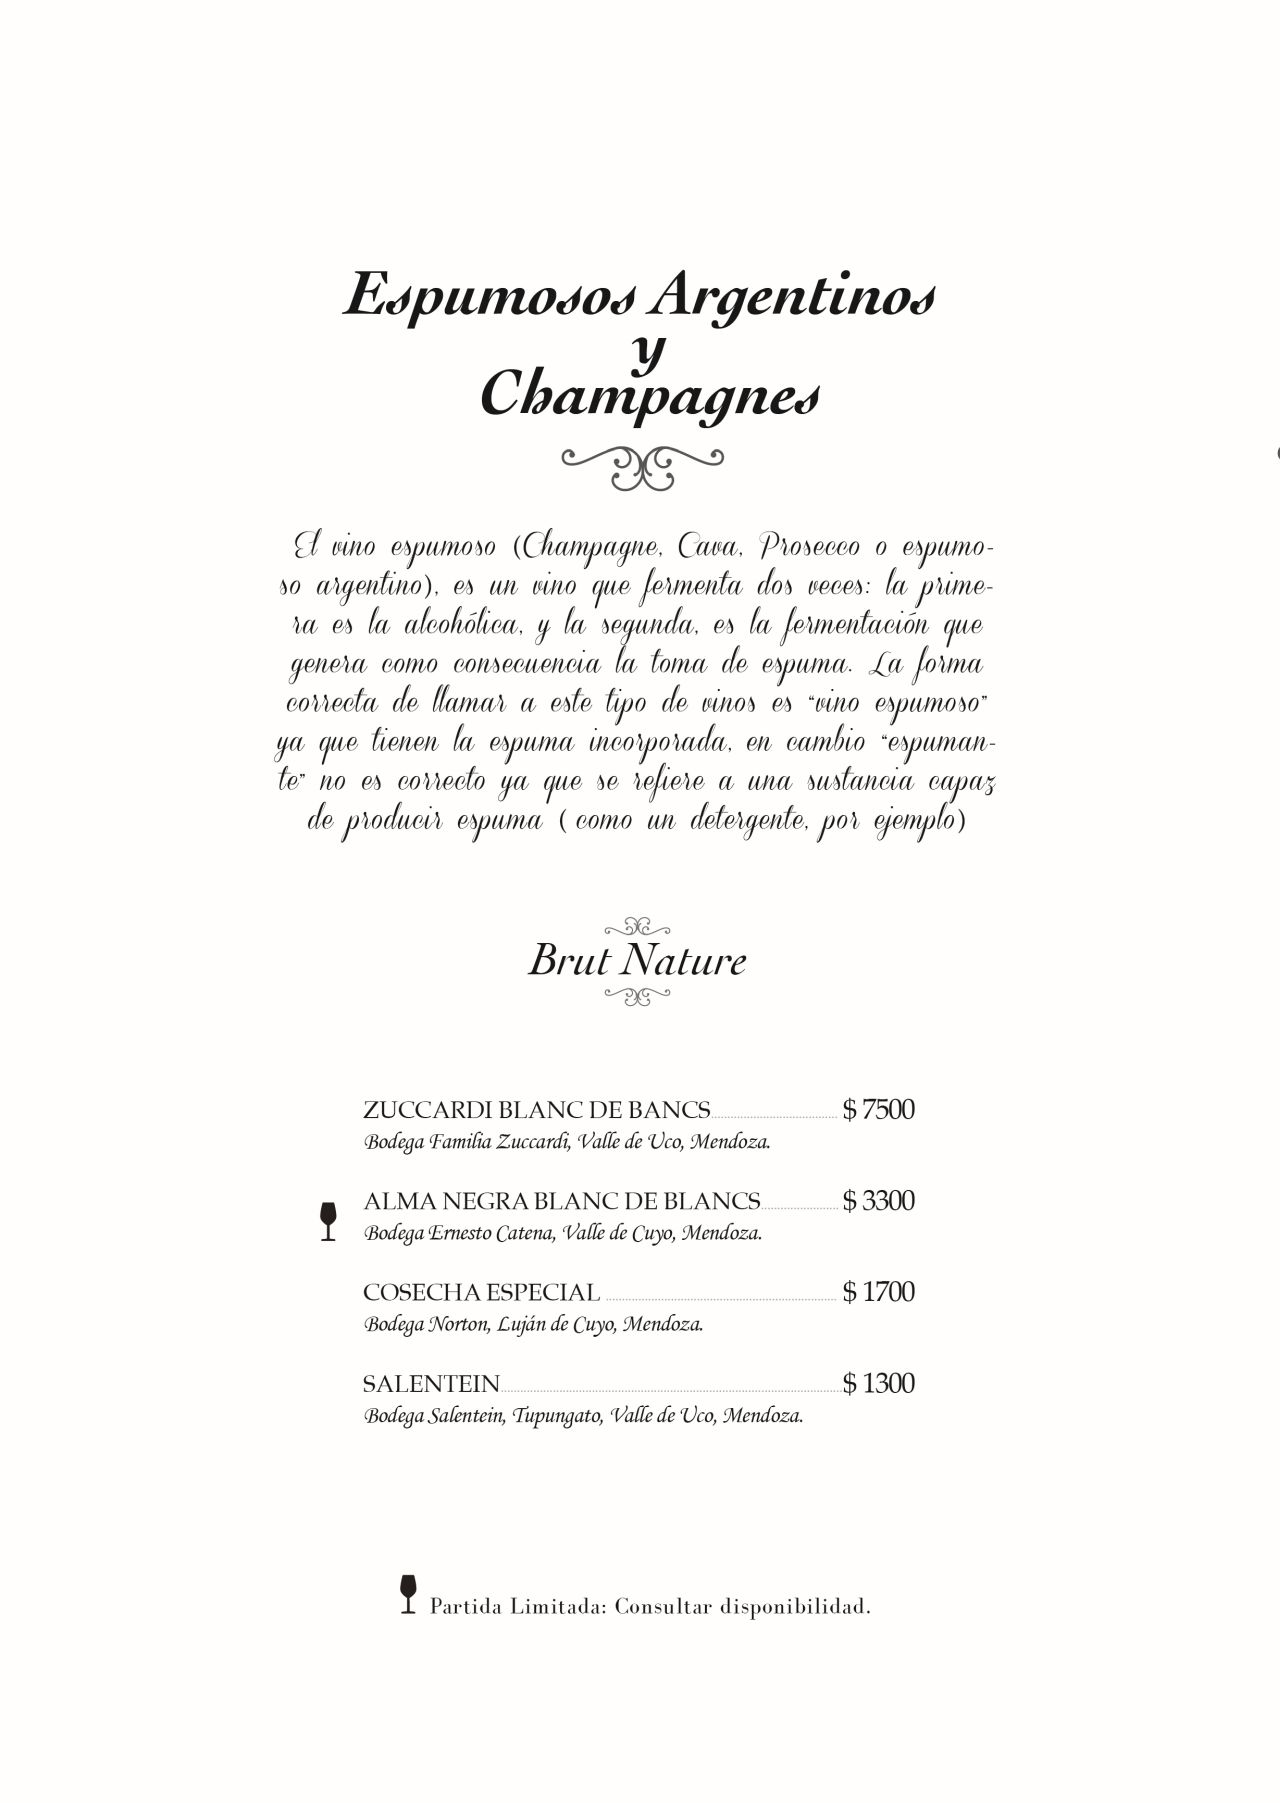 Espumosos Argentinos
y
Champagnes
El vino espumoso (Champagne, Cava, Prosecco o espumo-
so argentino), es un vino que fermenta dos veces: la prime-
ra es la alcohólica, y la segunda, es la fermentación que
genera como consecuencia la toma de espuma. La forma
correcta de llamar a este tipo de vinos es “vino espumoso”
ya que tienen la espuma incorporada, en cambio “espuman-
te” no es correcto ya que se refiere a una sustancia capaz
de producir espuma ( como un detergente, por ejemplo)
Brut Nature
ZUCCARDI BLANC DE BANCS $ 7500
Bodega Familia Zuccardi, Valle de Uco, Mendoza.
ALMA NEGRA BLANC DE BLANCS $ 3300
Bodega Ernesto Catena, Valle de Cuyo, Mendoza.
COSECHA ESPECIAL $ 1700
Bodega Norton, Luján de Cuyo, Mendoza.
SALENTEIN $ 1300
Bodega Salentein, Tupungato, Valle de Uco, Mendoza.
Partida Limitada: Consultar disponibilidad.